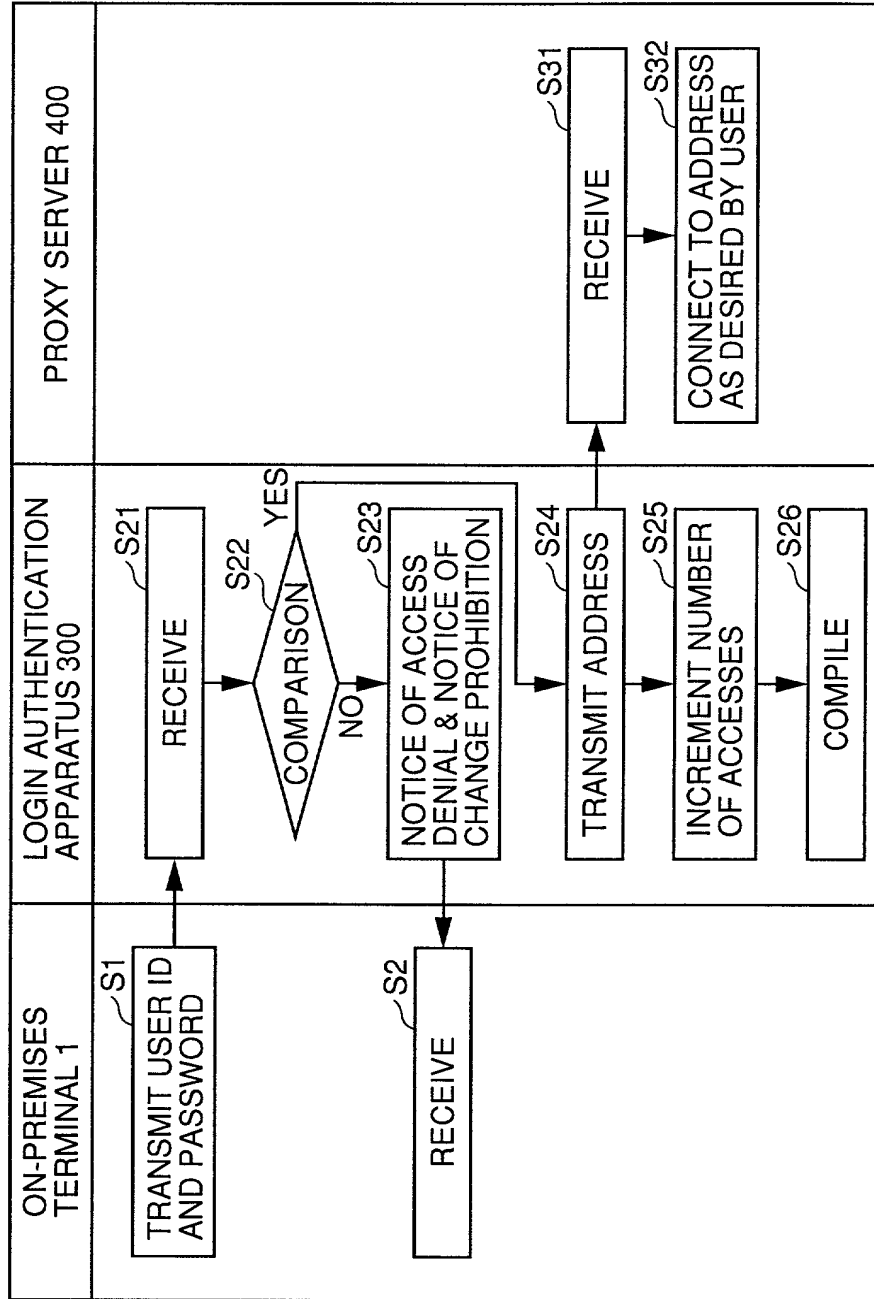 ON-PREMISES
TERMINAL 1
LOGIN AUTHENTICATION
APPARATUS 300
PROXY SERVER 400
S1
TRANSMIT USER ID
AND PASSWORD
S21
RECEIVE
S22
COMPARISON
YES
NO
S23
NOTICE OF ACCESS
DENIAL & NOTICE OF
CHANGE PROHIBITION
S2
RECEIVE
S24
TRANSMIT ADDRESS
S31
RECEIVE
S25
INCREMENT NUMBER
OF ACCESSES
S32
CONNECT TO ADDRESS
AS DESIRED BY USER
S26
COMPILE